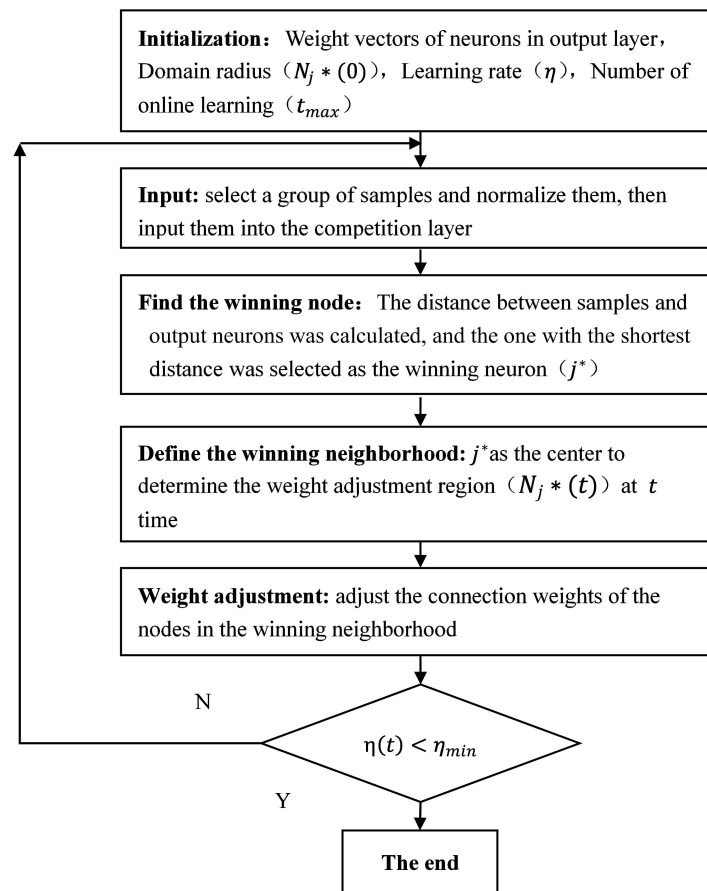 Initialization：Weight vectors of neurons in output layer，
Domain radius（N_j * (0)），Learning rate（η），Number of
online learning（t_max）
Input: select a group of samples and normalize them, then
input them into the competition layer
Find the winning node：The distance between samples and
output neurons was calculated, and the one with the shortest
distance was selected as the winning neuron（j*）
Define the winning neighborhood: j*as the center to
determine the weight adjustment region（N_j * (t)）at t
time
Weight adjustment: adjust the connection weights of the
nodes in the winning neighborhood
N
η(t) < η_min
Y
The end